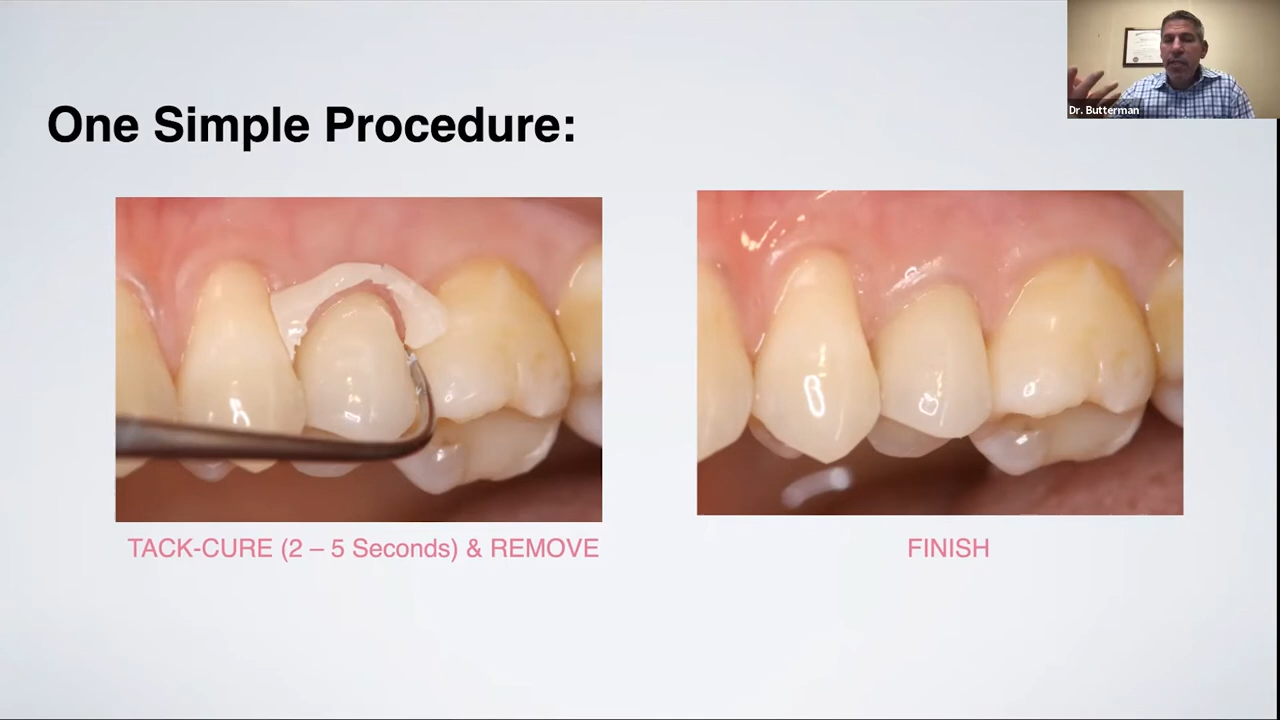 Dr. Butterman
One Simple Procedure:
TACK-CURE (2 – 5 Seconds) & REMOVE
FINISH